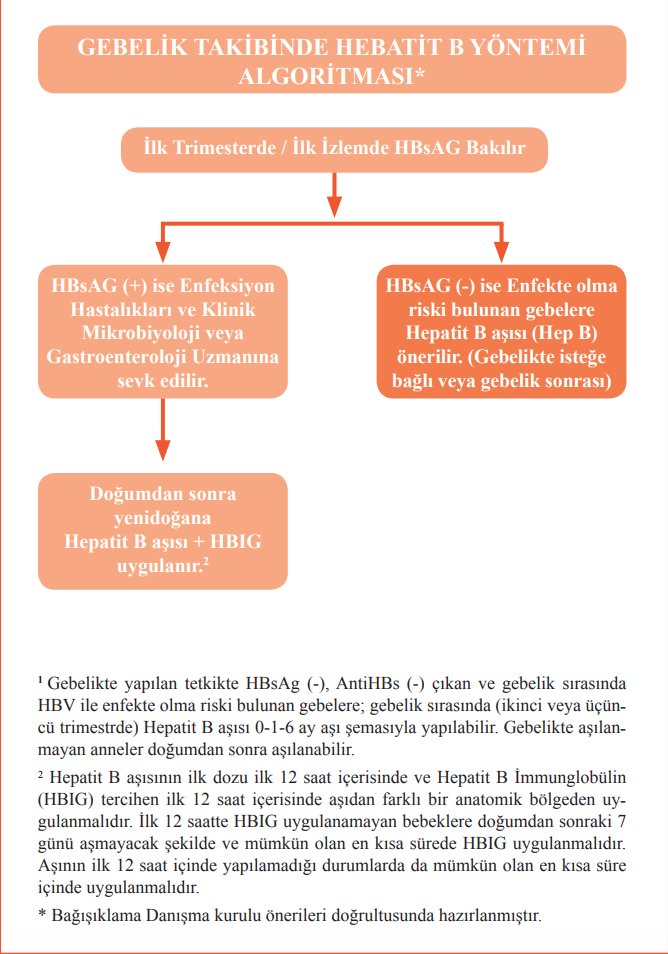 GEBELİK TAKİBİNDE HEBATİT B YÖNTEMİ
ALGORİTMASI*
İlk Trimesterde / İlk İzlemde HBsAG Bakılır
HBsAG (+) ise Enfeksiyon
Hastalıkları ve Klinik
Mikrobiyoloji veya
Gastroenteroloji Uzmanına
sevk edilir.
HBsAG (-) ise Enfekte olma
riski bulunan gebelere
Hepatit B aşısı (Hep B)
önerilir. (Gebelikte isteğe
bağlı veya gebelik sonrası)
Doğumdan sonra
yenidoğana
Hepatit B aşısı + HBIG
uygulanır.²
¹ Gebelikte yapılan tetkikte HBsAg (-), AntiHBs (-) çıkan ve gebelik sırasında
HBV ile enfekte olma riski bulunan gebelere; gebelik sırasında (ikinci veya üçün-
cü trimestrde) Hepatit B aşısı 0-1-6 ay aşı şemasıyla yapılabilir. Gebelikte aşılan-
mayan anneler doğumdan sonra aşılanabilir.
² Hepatit B aşısının ilk dozu ilk 12 saat içerisinde ve Hepatit B İmmunglobülin
(HBIG) tercihen ilk 12 saat içerisinde aşıdan farklı bir anatomik bölgeden uy-
gulanmalıdır. İlk 12 saatte HBIG uygulanamayan bebeklere doğumdan sonraki 7
günü aşmayacak şekilde ve mümkün olan en kısa sürede HBIG uygulanmalıdır.
Aşının ilk 12 saat içinde yapılamadığı durumlarda da mümkün olan en kısa süre
içinde uygulanmalıdır.
* Bağışıklama Danışma kurulu önerileri doğrultusunda hazırlanmıştır.